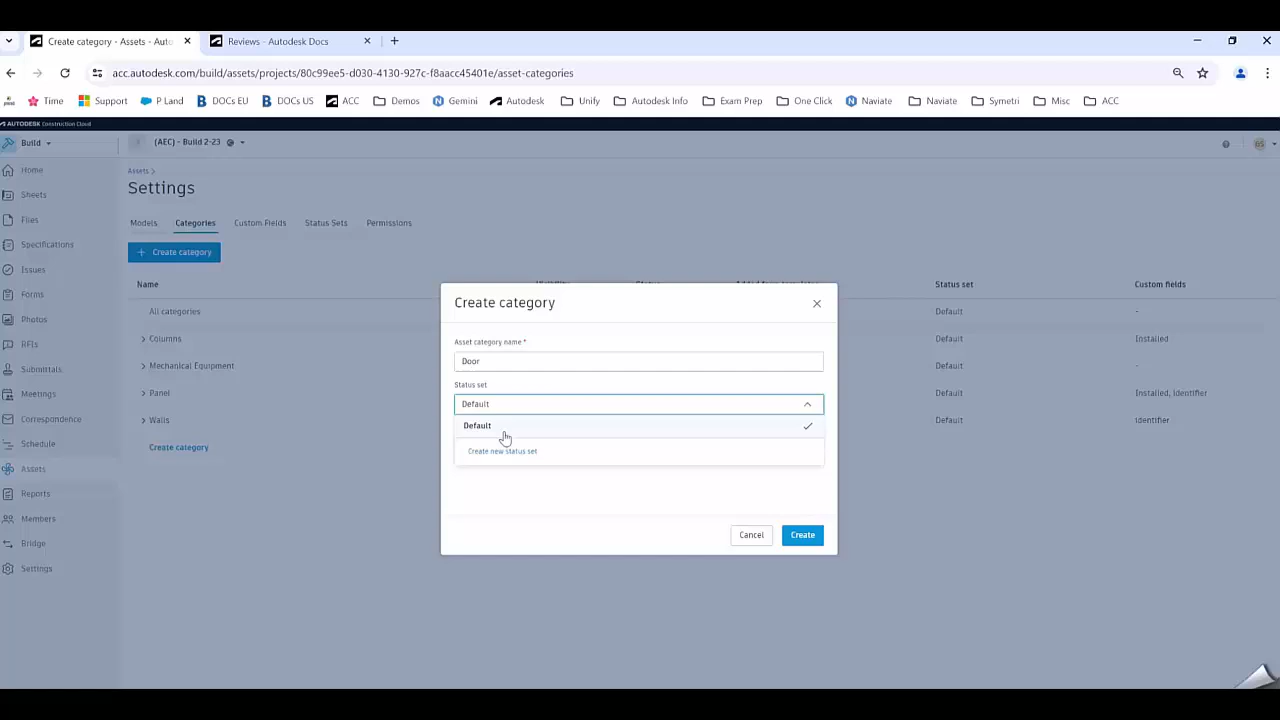 Create category - Assets - Auto
Reviews - Autodesk Docs
acc.autodesk.com/build/assets/projects/80c99ee5-d030-4130-927c-f8aacc45401e/asset-categories
Time
Support
P Land
DOCs EU
DOCs US
ACC
Demos
Gemini
Autodesk
Unify
Autodesk Info
Exam Prep
One Click
Naviate
Naviate
Symetri
Misc
ACC
AUTODESK Construction Cloud
Build
(AEC) - Build 2-23
Home
Sheets
Files
Specifications
Issues
Forms
Photos
RFIs
Submittals
Meetings
Correspondence
Schedule
Assets
Reports
Members
Bridge
Settings
Assets >
Settings
Models
Categories
Custom Fields
Status Sets
Permissions
+ Create category
Name
Status set
Custom fields
All categories
Default
-
Columns
Default
Installed
Mechanical Equipment
Default
-
Panel
Default
Installed, Identifier
Walls
Default
Identifier
Create category
Create category
Asset category name *
Door
Status set
Default
Default
Create new status set
Cancel
Create